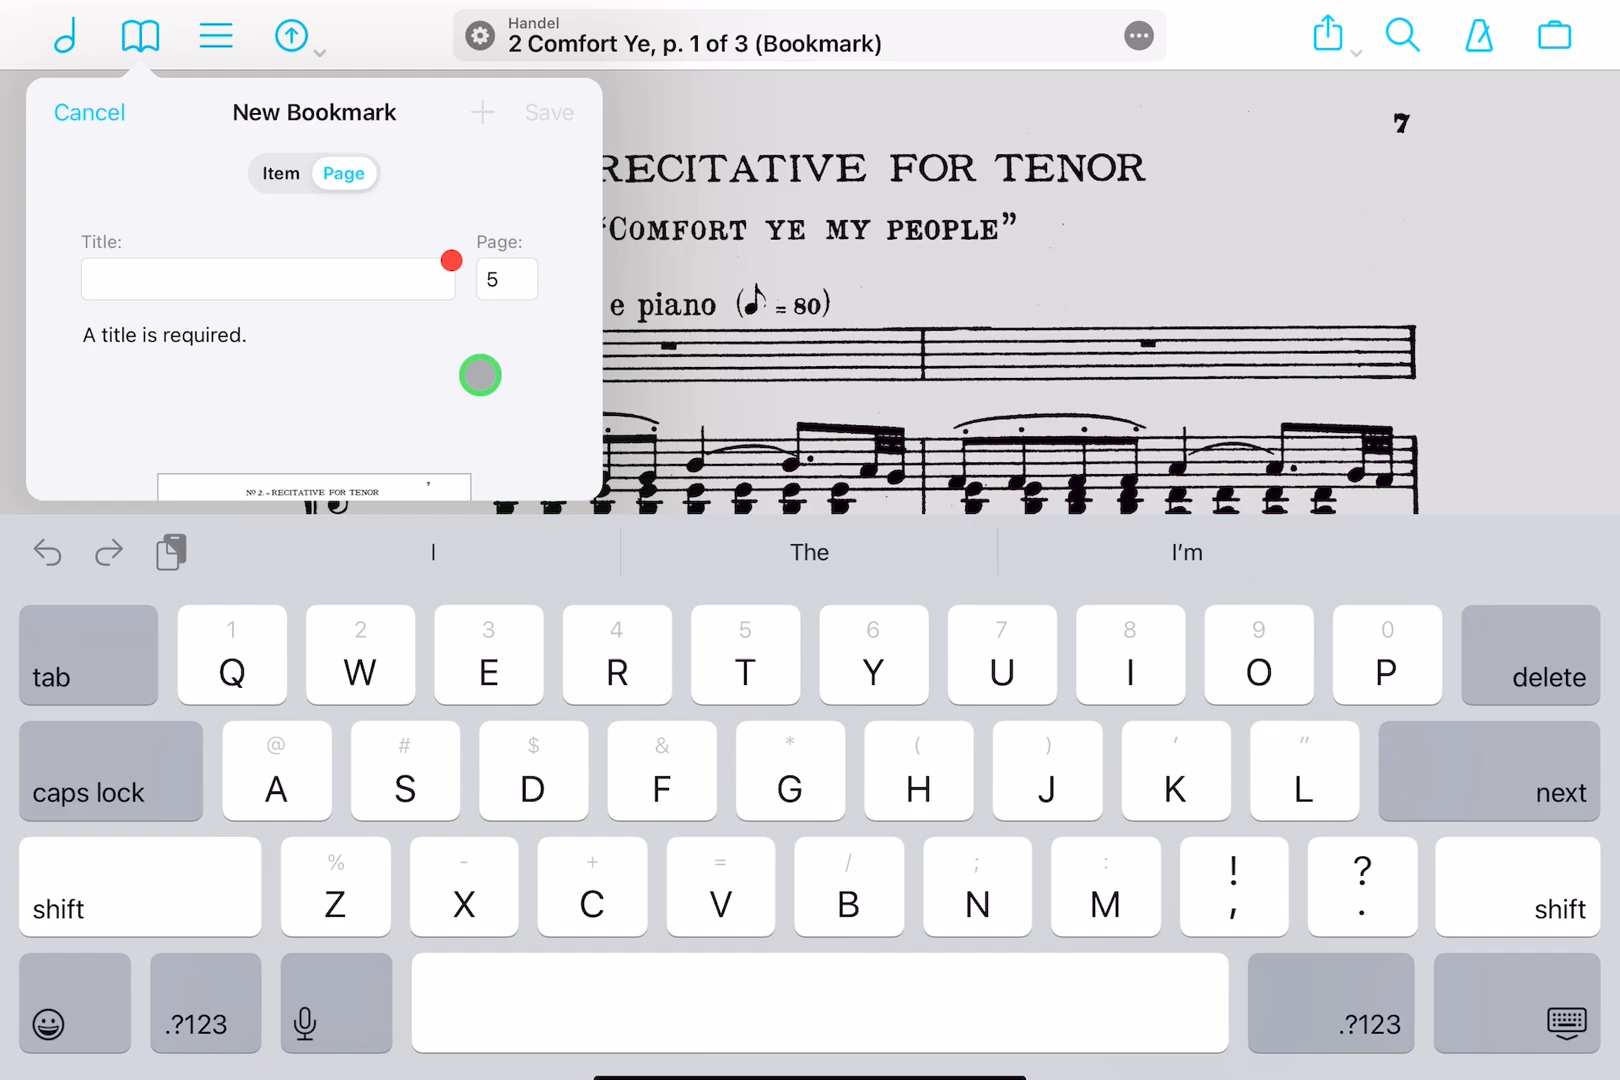 Handel
2 Comfort Ye, p. 1 of 3 (Bookmark)
Cancel
New Bookmark
+
Save
Item
Page
Title:
Page:
5
A title is required.
7
RECITATIVE FOR TENOR
“COMFORT YE MY PEOPLE”
e piano (♪ = 80)
Nº 2. - RECITATIVE FOR TENOR
7
I
The
I’m
tab
1
2
3
4
5
6
7
8
9
0
Q
W
E
R
T
Y
U
I
O
P
delete
caps lock
@
#
$
&
*
(
)
'
"
A
S
D
F
G
H
J
K
L
next
shift
%
-
+
=
/
;
:
!
?
Z
X
C
V
B
N
M
,
.
shift
.?123
.?123